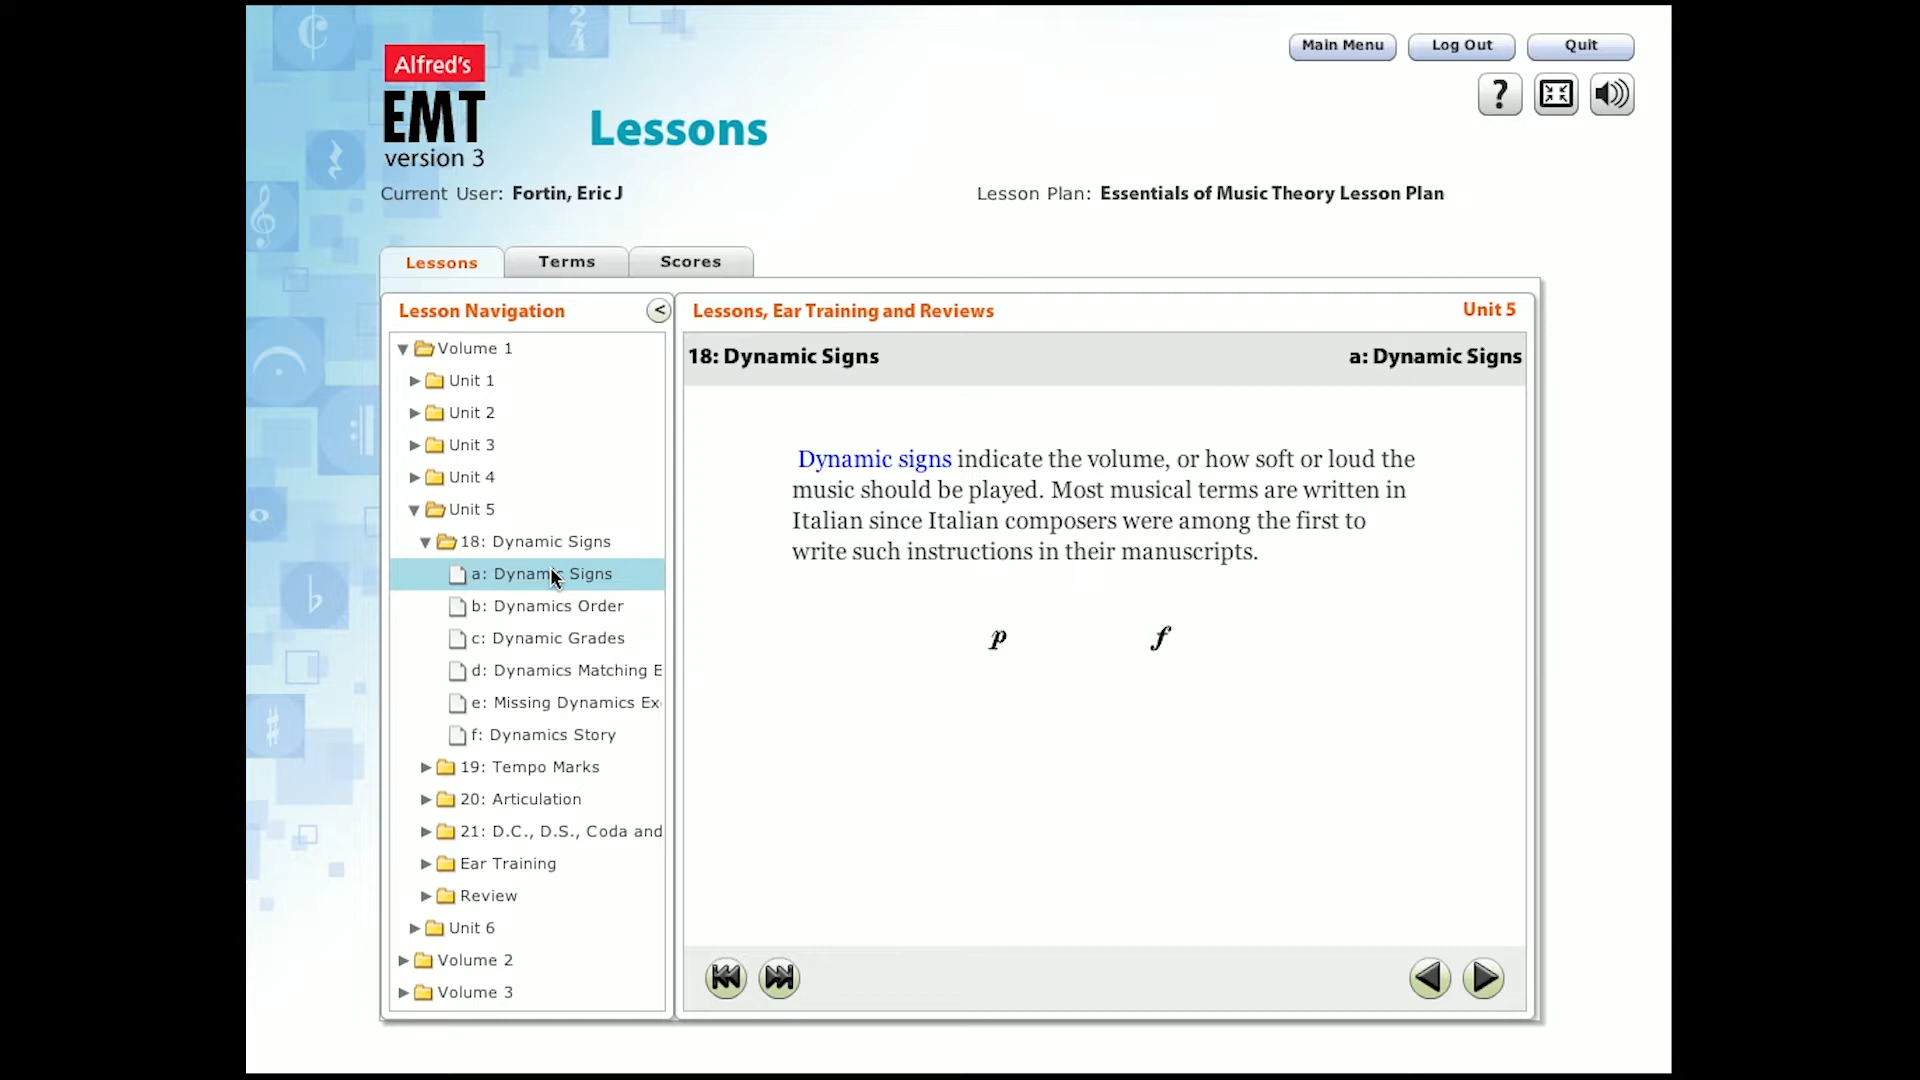 Alfred's
EMT
version 3
Lessons
Main Menu
Log Out
Quit
?
Current User: Fortin, Eric J
Lesson Plan: Essentials of Music Theory Lesson Plan
Lessons
Terms
Scores
Lesson Navigation
<
Volume 1
Unit 1
Unit 2
Unit 3
Unit 4
Unit 5
18: Dynamic Signs
a: Dynamic Signs
b: Dynamics Order
c: Dynamic Grades
d: Dynamics Matching E
e: Missing Dynamics Ex
f: Dynamics Story
19: Tempo Marks
20: Articulation
21: D.C., D.S., Coda and
Ear Training
Review
Unit 6
Volume 2
Volume 3
Lessons, Ear Training and Reviews
Unit 5
18: Dynamic Signs
a: Dynamic Signs
Dynamic signs indicate the volume, or how soft or loud the
music should be played. Most musical terms are written in
Italian since Italian composers were among the first to
write such instructions in their manuscripts.
p
f